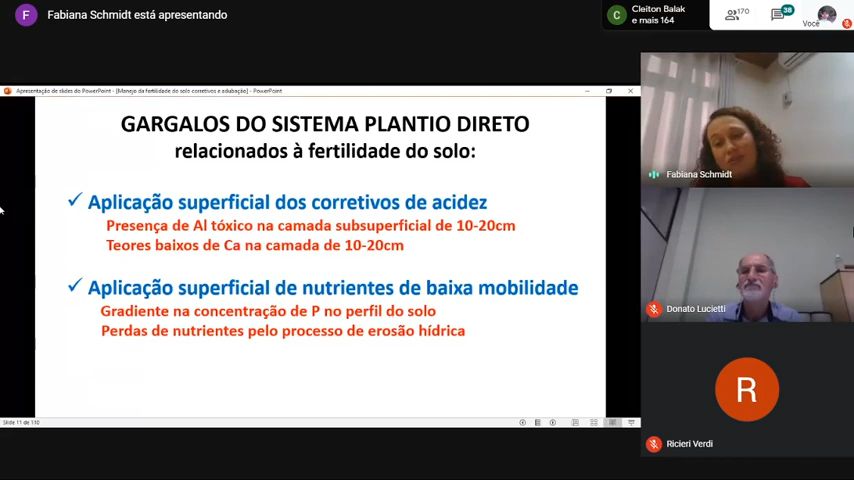 F Fabiana Schmidt está apresentando
C Cleiton Balak
e mais 164
170
38
Você
Apresentação de slides do PowerPoint - [Manejo da fertilidade do solo corretivos e adubação] - PowerPoint
GARGALOS DO SISTEMA PLANTIO DIRETO
relacionados à fertilidade do solo:
✓ Aplicação superficial dos corretivos de acidez
Presença de Al tóxico na camada subsuperficial de 10-20cm
Teores baixos de Ca na camada de 10-20cm
✓ Aplicação superficial de nutrientes de baixa mobilidade
Gradiente na concentração de P no perfil do solo
Perdas de nutrientes pelo processo de erosão hídrica
Slide 11 de 110
Fabiana Schmidt
Donato Lucietti
R
Ricieri Verdi